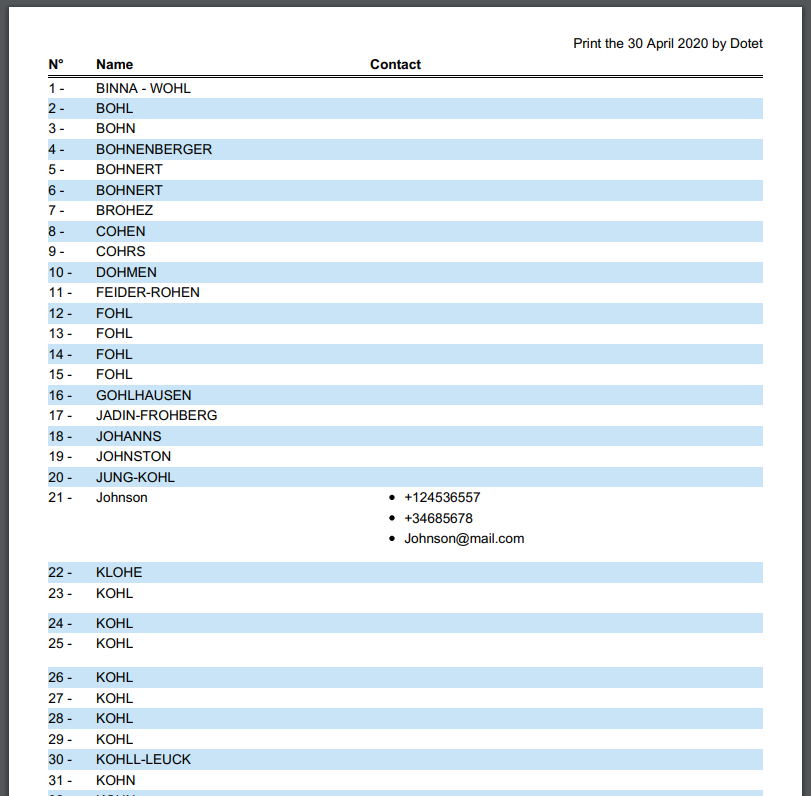 Print the 30 April 2020 by Dotet
N° Name Contact
1 - BINNA - WOHL
2 - BOHL
3 - BOHN
4 - BOHNENBERGER
5 - BOHNERT
6 - BOHNERT
7 - BROHEZ
8 - COHEN
9 - COHRS
10 - DOHMEN
11 - FEIDER-ROHEN
12 - FOHL
13 - FOHL
14 - FOHL
15 - FOHL
16 - GOHLHAUSEN
17 - JADIN-FROHBERG
18 - JOHANNS
19 - JOHNSTON
20 - JUNG-KOHL
21 - Johnson • +124536557
• +34685678
• Johnson@mail.com
22 - KLOHE
23 - KOHL
24 - KOHL
25 - KOHL
26 - KOHL
27 - KOHL
28 - KOHL
29 - KOHL
30 - KOHLL-LEUCK
31 - KOHN